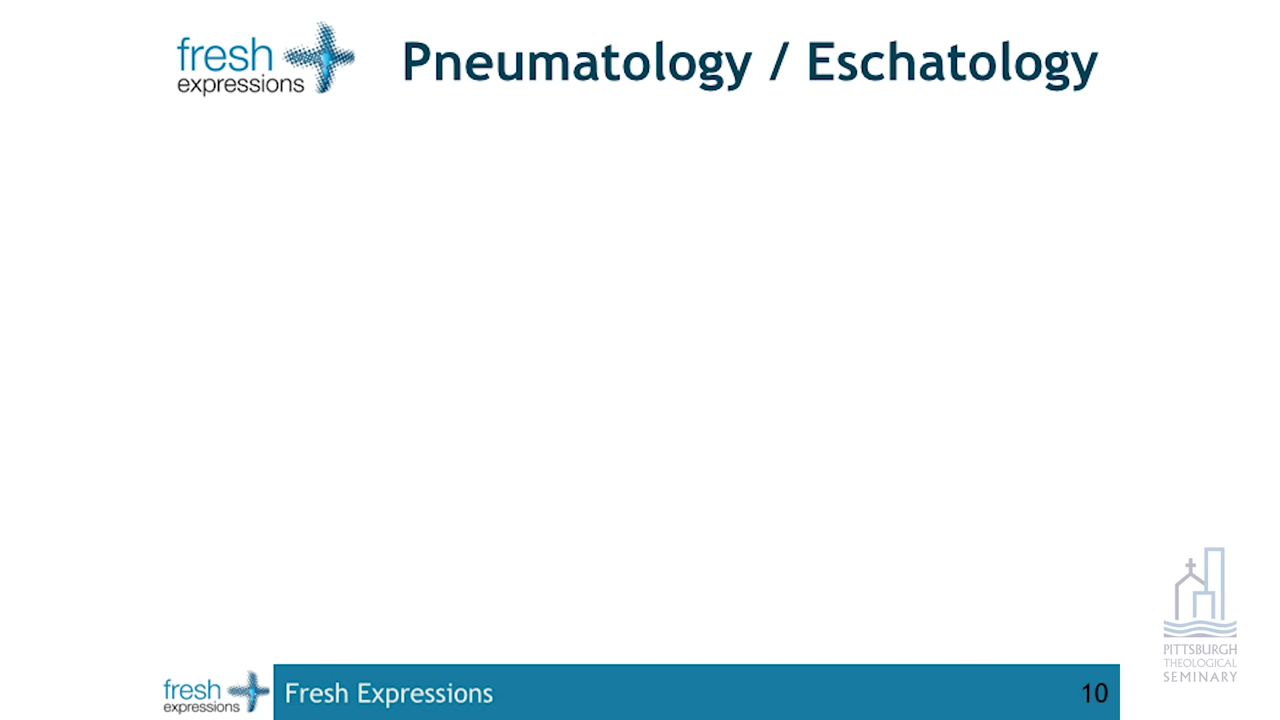 fresh
expressions
Pneumatology / Eschatology
PITTSBURGH
THEOLOGICAL
SEMINARY
fresh
expressions
Fresh Expressions
10